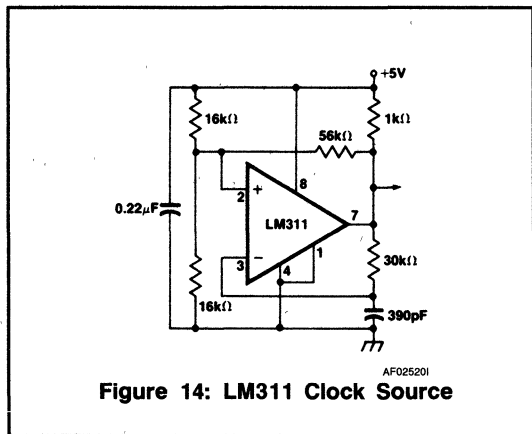 +5V
16kΩ
1kΩ
56kΩ
8
2
+
0.22μF
LM311
7
1
3
−
4
30kΩ
16kΩ
390pF
AF02520I
Figure 14: LM311 Clock Source